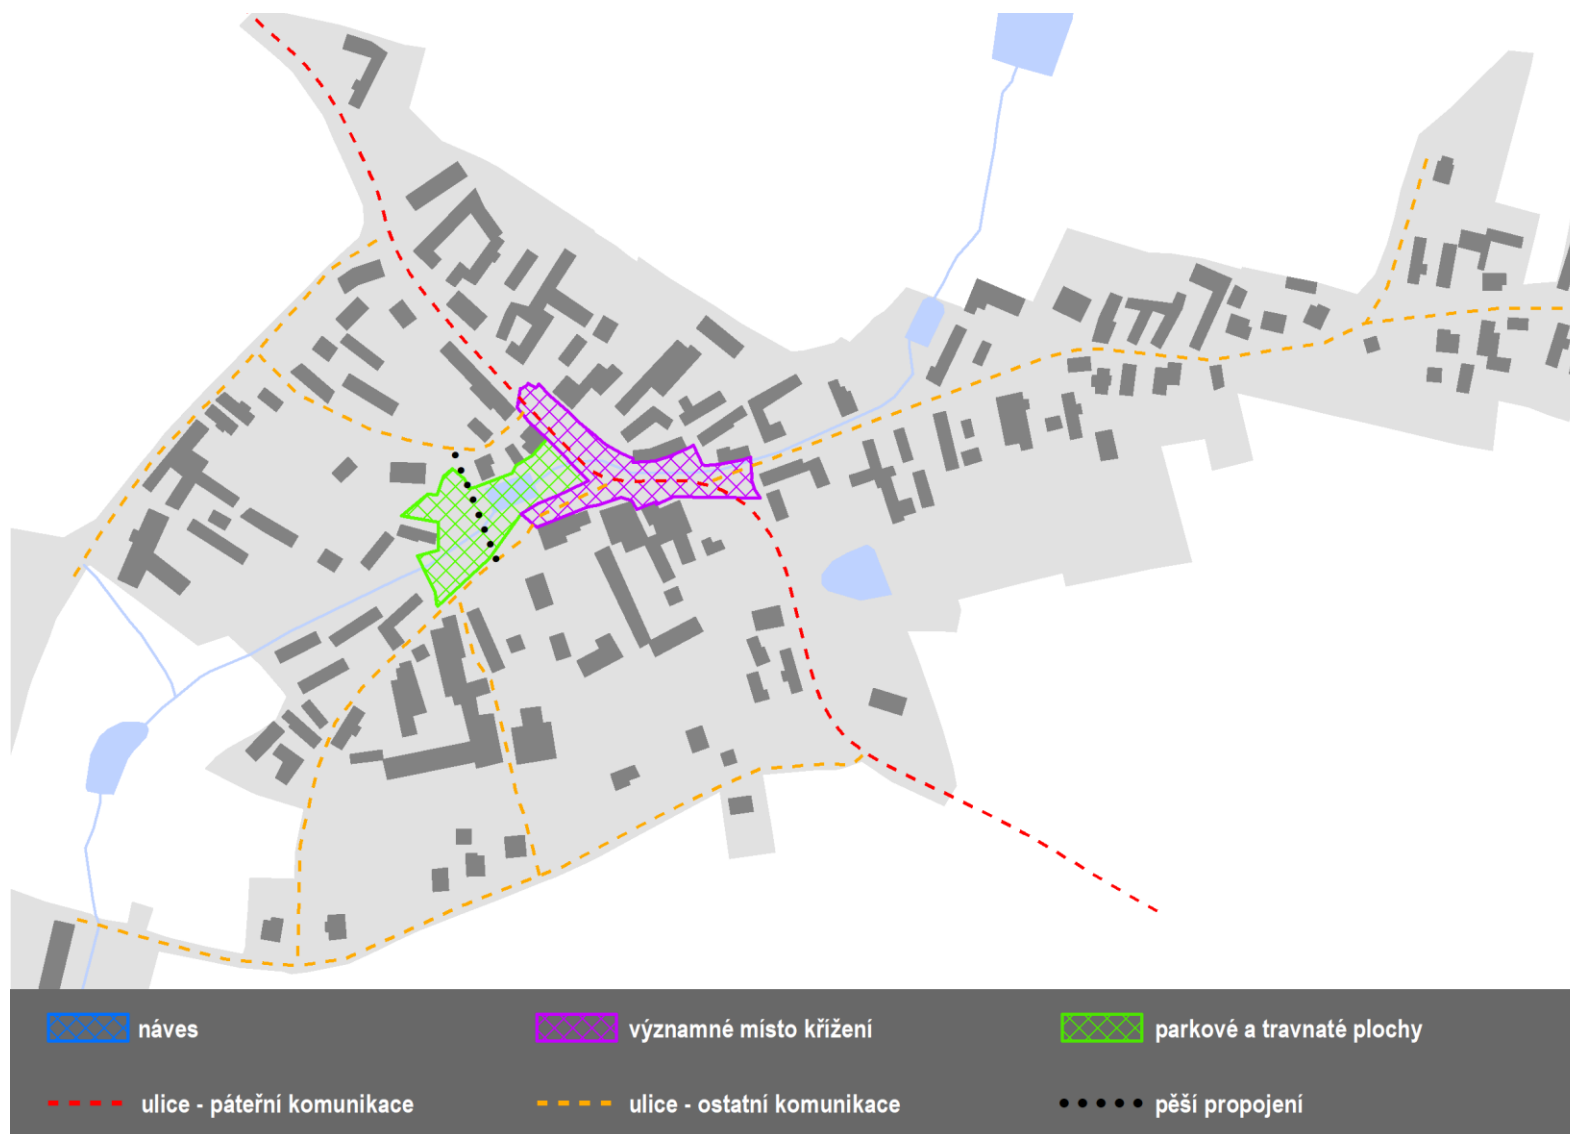 náves
významné místo křížení
parkové a travnaté plochy
ulice - páteřní komunikace
ulice - ostatní komunikace
pěší propojení